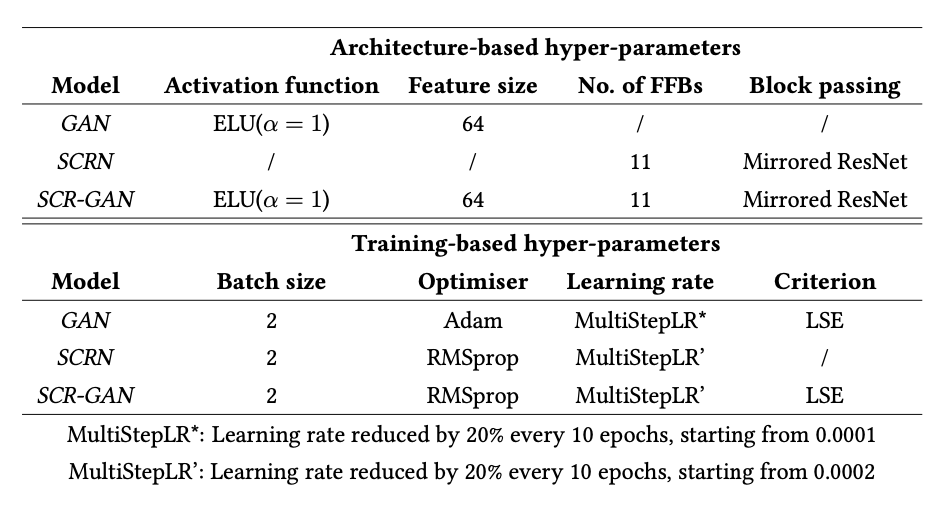 Architecture-based hyper-parameters
Model Activation function Feature size No. of FFBs Block passing
GAN ELU(α = 1) 64 / /
SCRN / / 11 Mirrored ResNet
SCR-GAN ELU(α = 1) 64 11 Mirrored ResNet
Training-based hyper-parameters
Model Batch size Optimiser Learning rate Criterion
GAN 2 Adam MultiStepLR* LSE
SCRN 2 RMSprop MultiStepLR’ /
SCR-GAN 2 RMSprop MultiStepLR’ LSE
MultiStepLR*: Learning rate reduced by 20% every 10 epochs, starting from 0.0001
MultiStepLR’: Learning rate reduced by 20% every 10 epochs, starting from 0.0002